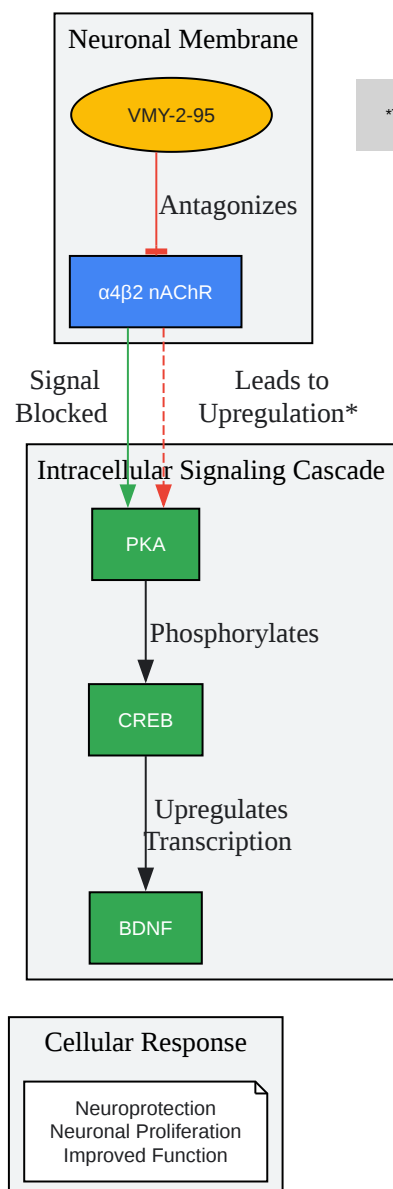 Neuronal Membrane
VMY-2-95
Antagonizes
α4β2 nAChR
Signal
Blocked
Leads to
Upregulation*
Intracellular Signaling Cascade
PKA
Phosphorylates
CREB
Upregulates
Transcription
BDNF
Cellular Response
Neuroprotection
Neuronal Proliferation
Improved Function